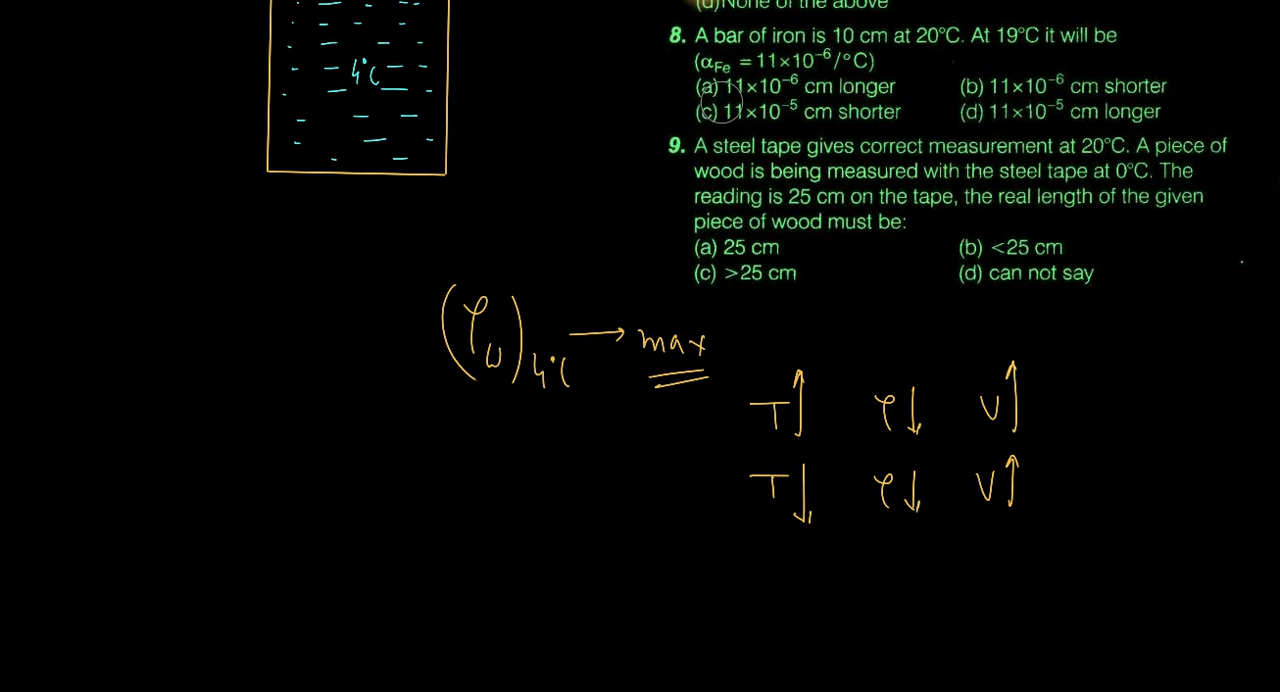 (d) None of the above
4°C
8. A bar of iron is 10 cm at 20°C. At 19°C it will be
(αFe = 11×10⁻⁶/°C)
(a) 11×10⁻⁶ cm longer (b) 11×10⁻⁶ cm shorter
(c) 11×10⁻⁵ cm shorter (d) 11×10⁻⁵ cm longer
9. A steel tape gives correct measurement at 20°C. A piece of
wood is being measured with the steel tape at 0°C. The
reading is 25 cm on the tape, the real length of the given
piece of wood must be:
(a) 25 cm (b) <25 cm
(c) >25 cm (d) can not say
(ρw)4°C → max
T↑ ρ↓ V↑
T↓ ρ↓ V↑